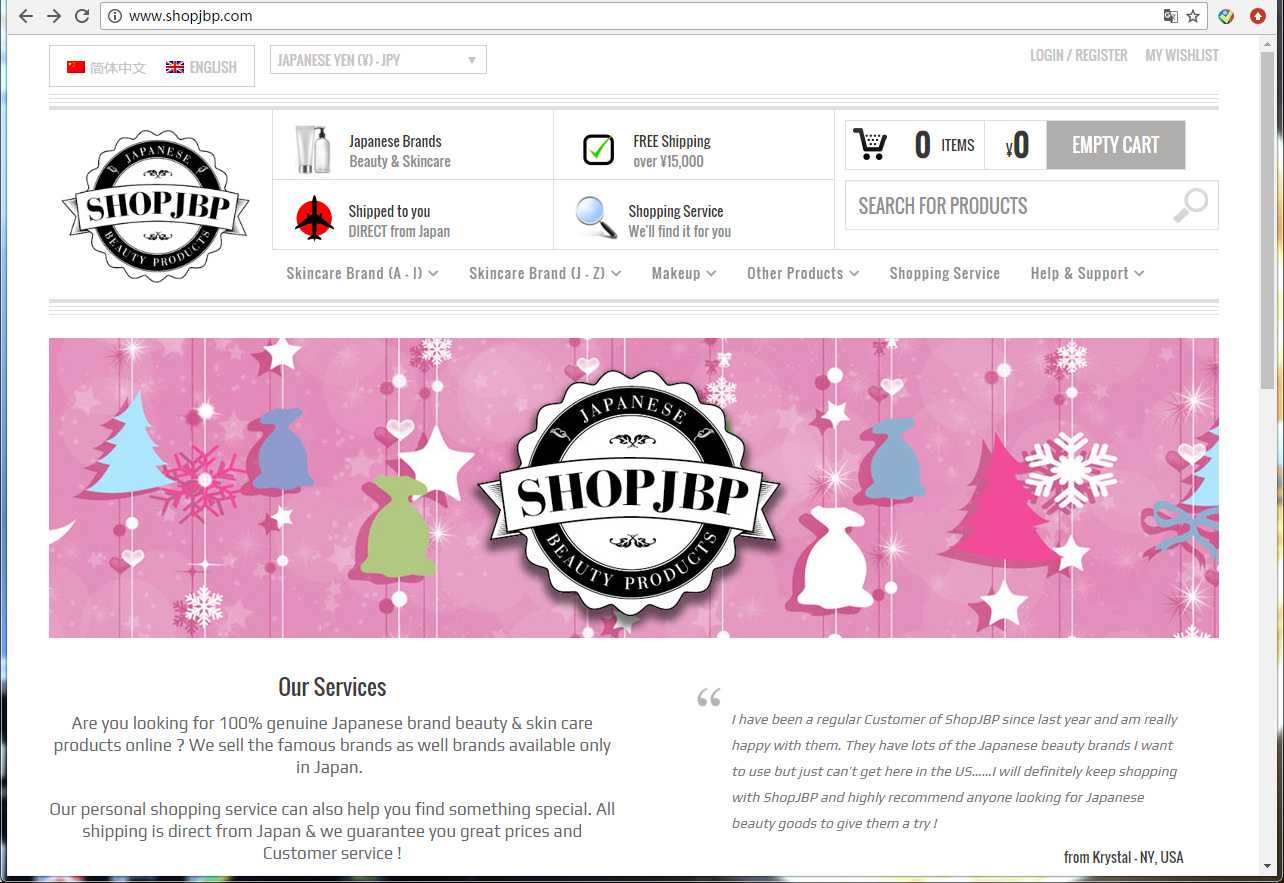 www.shopjbp.com
简体中文
ENGLISH
JAPANESE YEN (¥) - JPY
LOGIN / REGISTER
MY WISHLIST
JAPANESE
SHOPJBP
BEAUTY PRODUCTS
Japanese Brands
Beauty & Skincare
FREE Shipping
over ¥15,000
Shipped to you
DIRECT from Japan
Shopping Service
We'll find it for you
0 ITEMS
¥0
EMPTY CART
SEARCH FOR PRODUCTS
Skincare Brand (A - I)
Skincare Brand (J - Z)
Makeup
Other Products
Shopping Service
Help & Support
JAPANESE
SHOPJBP
BEAUTY PRODUCTS
Our Services
Are you looking for 100% genuine Japanese brand beauty & skin care
products online ? We sell the famous brands as well brands available only
in Japan.
Our personal shopping service can also help you find something special. All
shipping is direct from Japan & we guarantee you great prices and
Customer service !
“
I have been a regular Customer of ShopJBP since last year and am really
happy with them. They have lots of the Japanese beauty brands I want
to use but just can't get here in the US......I will definitely keep shopping
with ShopJBP and highly recommend anyone looking for Japanese
beauty goods to give them a try !
from Krystal - NY, USA